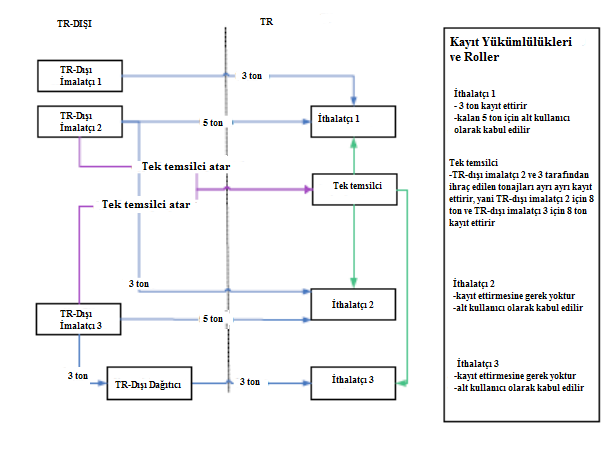 TR-DIŞI
TR
TR-Dışı
İmalatçı 1
3 ton
TR-Dışı
İmalatçı 2
5 ton
İthalatçı 1
Tek temsilci atar
Tek temsilci
Tek temsilci atar
3 ton
İthalatçı 2
TR-Dışı
İmalatçı 3
5 ton
3 ton
TR-Dışı Dağıtıcı
3 ton
İthalatçı 3
Kayıt Yükümlülükleri
ve Roller
İthalatçı 1
- 3 ton kayıt ettirir
-kalan 5 ton için alt kullanıcı
olarak kabul edilir
Tek temsilci
-TR-dışı imalatçı 2 ve 3 tarafından
ihraç edilen tonajları ayrı ayrı kayıt
ettirir, yani TR-dışı imalatçı 2 için 8
ton ve TR-dışı imalatçı 3 için 8 ton
kayıt ettirir
İthalatçı 2
-kayıt ettirmesine gerek yoktur
-alt kullanıcı olarak kabul edilir
İthalatçı 3
-kayıt ettirmesine gerek yoktur
-alt kullanıcı olarak kabul edilir